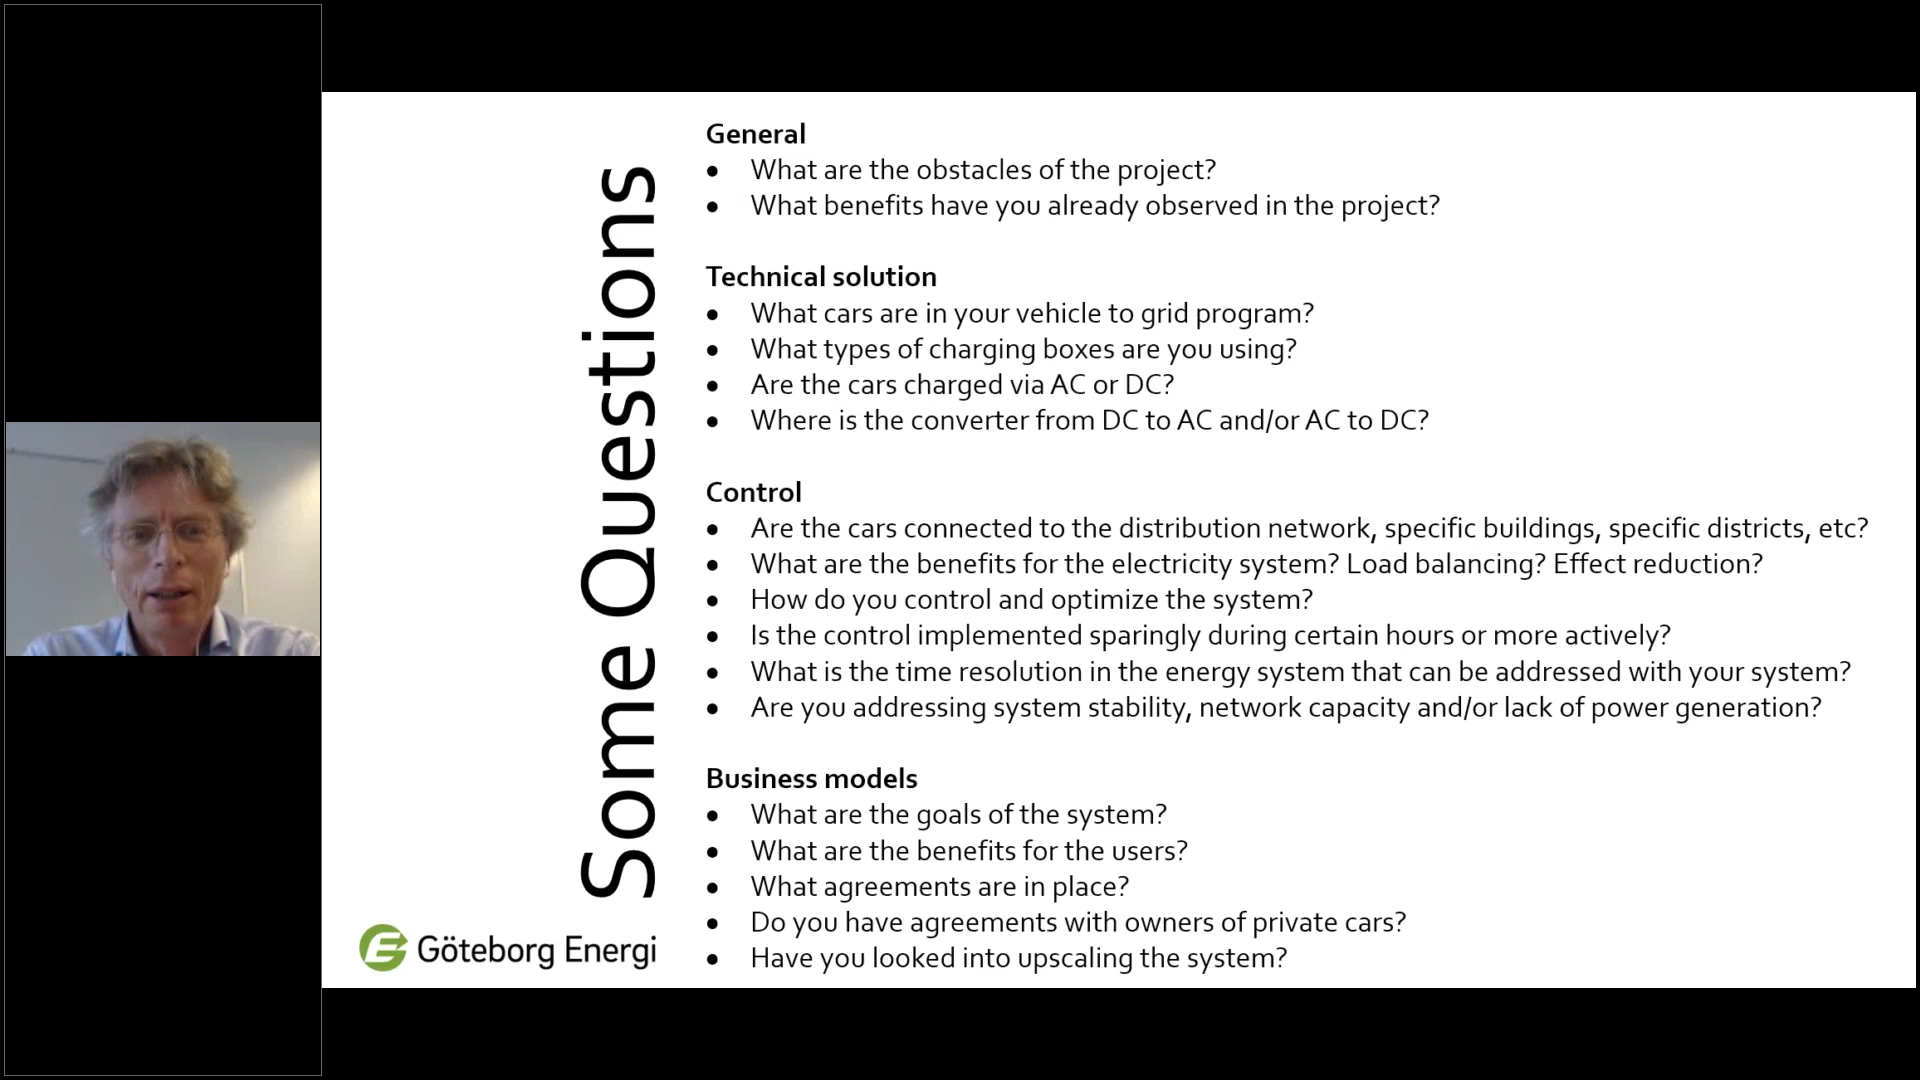 Some Questions
General
• What are the obstacles of the project?
• What benefits have you already observed in the project?
Technical solution
• What cars are in your vehicle to grid program?
• What types of charging boxes are you using?
• Are the cars charged via AC or DC?
• Where is the converter from DC to AC and/or AC to DC?
Control
• Are the cars connected to the distribution network, specific buildings, specific districts, etc?
• What are the benefits for the electricity system? Load balancing? Effect reduction?
• How do you control and optimize the system?
• Is the control implemented sparingly during certain hours or more actively?
• What is the time resolution in the energy system that can be addressed with your system?
• Are you addressing system stability, network capacity and/or lack of power generation?
Business models
• What are the goals of the system?
• What are the benefits for the users?
• What agreements are in place?
• Do you have agreements with owners of private cars?
• Have you looked into upscaling the system?
Göteborg Energi